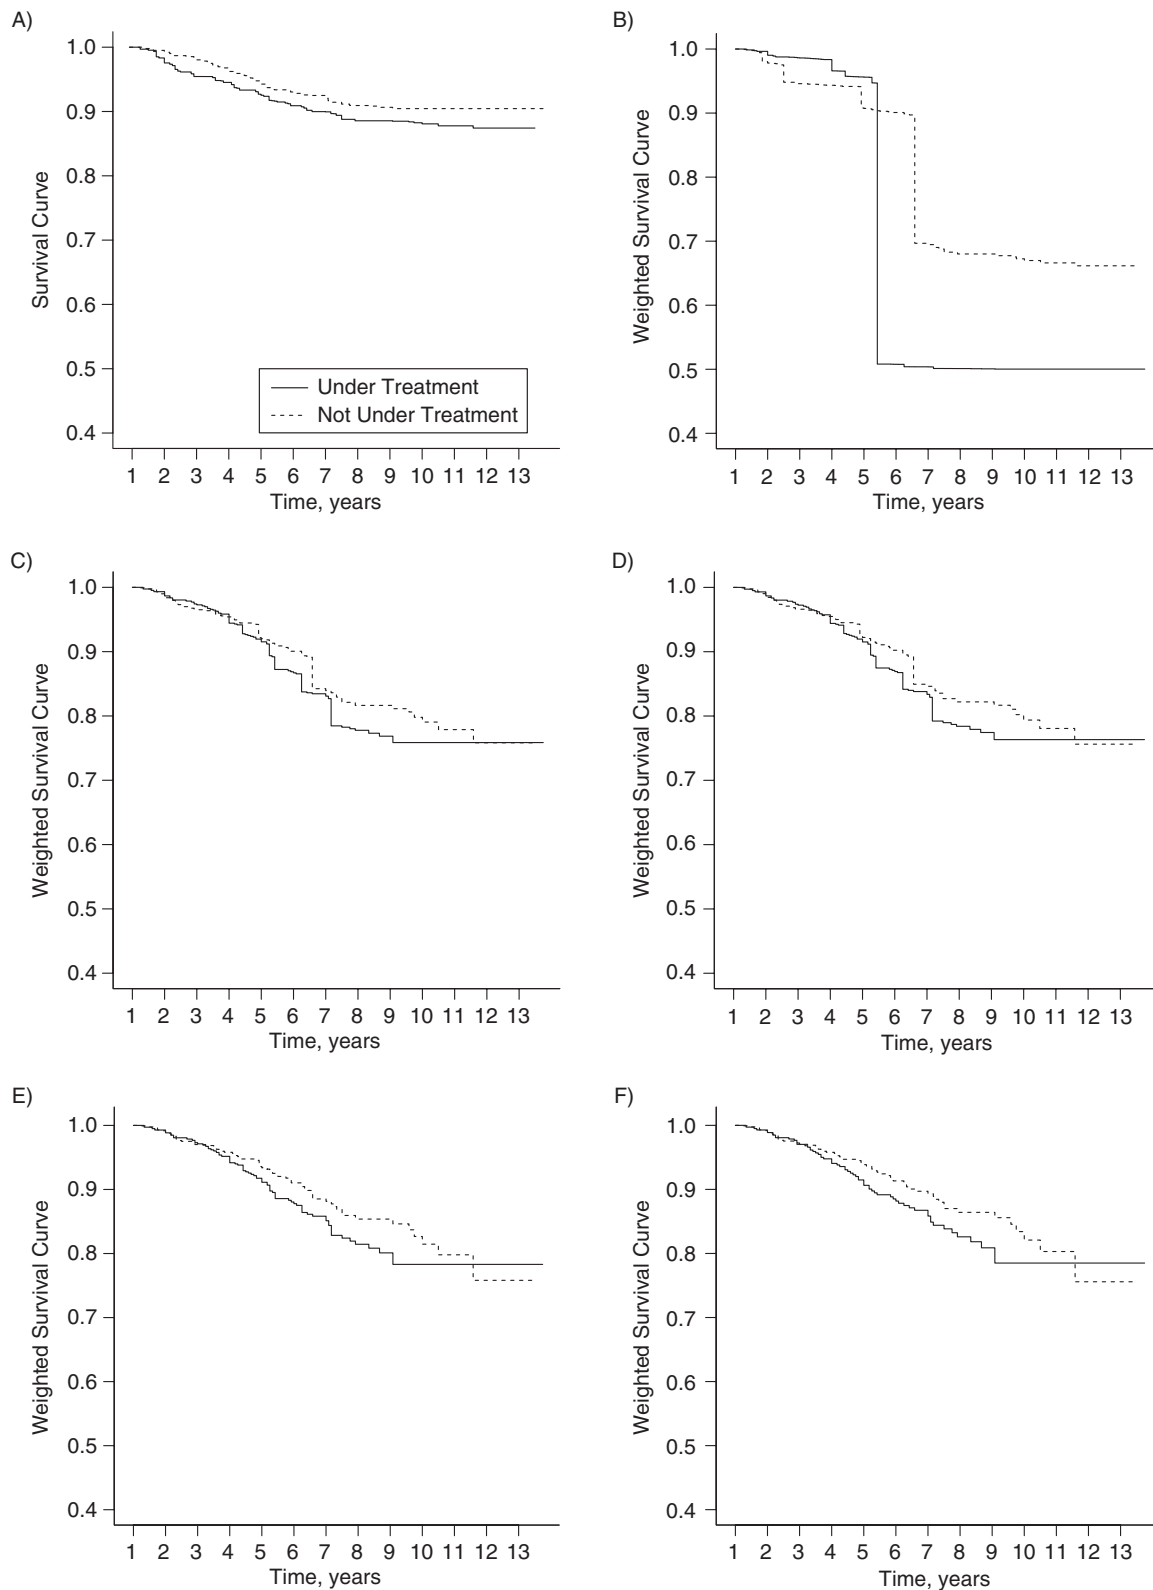 A)
1.0
0.9
0.8
0.7
0.6
0.5
0.4
Survival Curve
Under Treatment
Not Under Treatment
1 2 3 4 5 6 7 8 9 10 11 12 13
Time, years
B)
1.0
0.9
0.8
0.7
0.6
0.5
0.4
Weighted Survival Curve
1 2 3 4 5 6 7 8 9 10 11 12 13
Time, years
C)
1.0
0.9
0.8
0.7
0.6
0.5
0.4
Weighted Survival Curve
1 2 3 4 5 6 7 8 9 10 11 12 13
Time, years
D)
1.0
0.9
0.8
0.7
0.6
0.5
0.4
Weighted Survival Curve
1 2 3 4 5 6 7 8 9 10 11 12 13
Time, years
E)
1.0
0.9
0.8
0.7
0.6
0.5
0.4
Weighted Survival Curve
1 2 3 4 5 6 7 8 9 10 11 12 13
Time, years
F)
1.0
0.9
0.8
0.7
0.6
0.5
0.4
Weighted Survival Curve
1 2 3 4 5 6 7 8 9 10 11 12 13
Time, years